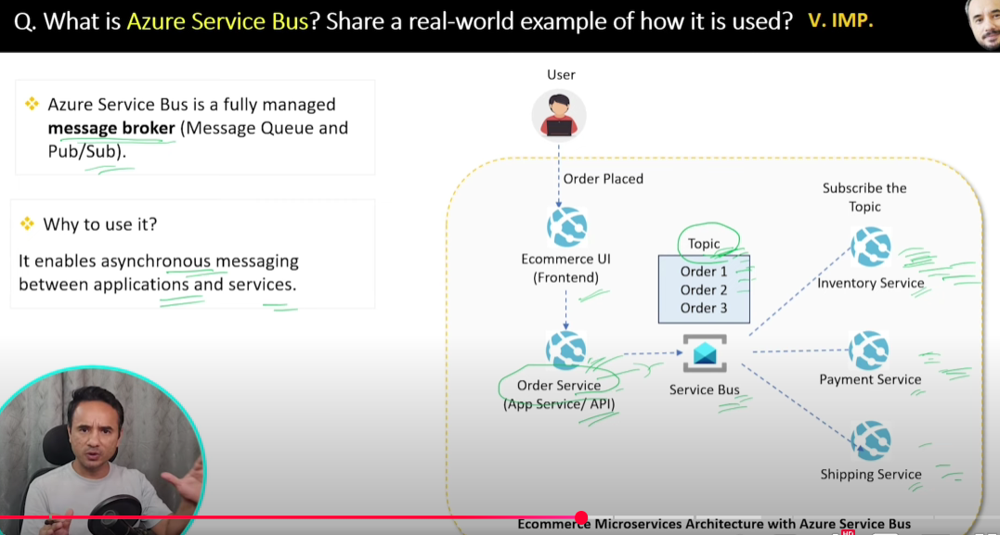 Q. What is Azure Service Bus? Share a real-world example of how it is used? V. IMP.
Azure Service Bus is a fully managed
message broker (Message Queue and
Pub/Sub).
Why to use it?
It enables asynchronous messaging
between applications and services.
User
Order Placed
Ecommerce UI
(Frontend)
Order Service
(App Service/ API)
Topic
Order 1
Order 2
Order 3
Service Bus
Subscribe the
Topic
Inventory Service
Payment Service
Shipping Service
Ecommerce Microservices Architecture with Azure Service Bus
HD